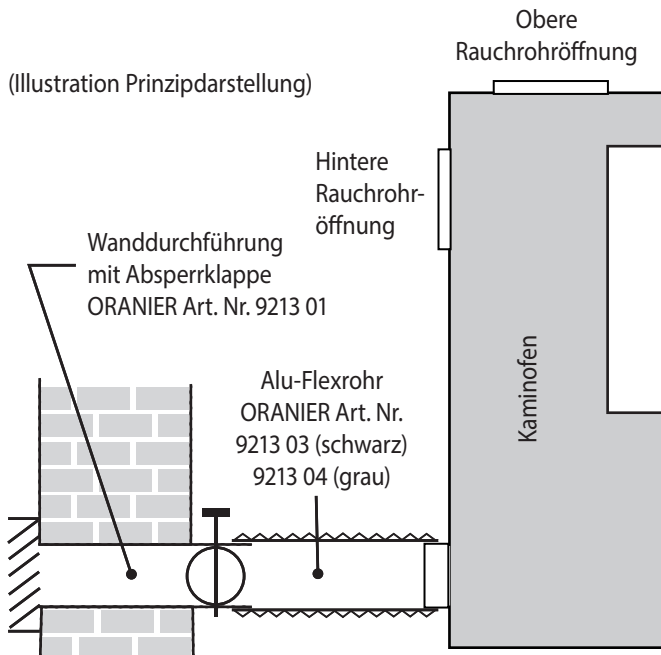 Obere
Rauchrohröffnung
(Illustration Prinzipdarstellung)
Hintere
Rauchrohr-
öffnung
Wanddurchführung
mit Absperrklappe
ORANIER Art. Nr. 9213 01
Alu-Flexrohr
ORANIER Art. Nr.
9213 03 (schwarz)
9213 04 (grau)
Kaminofen